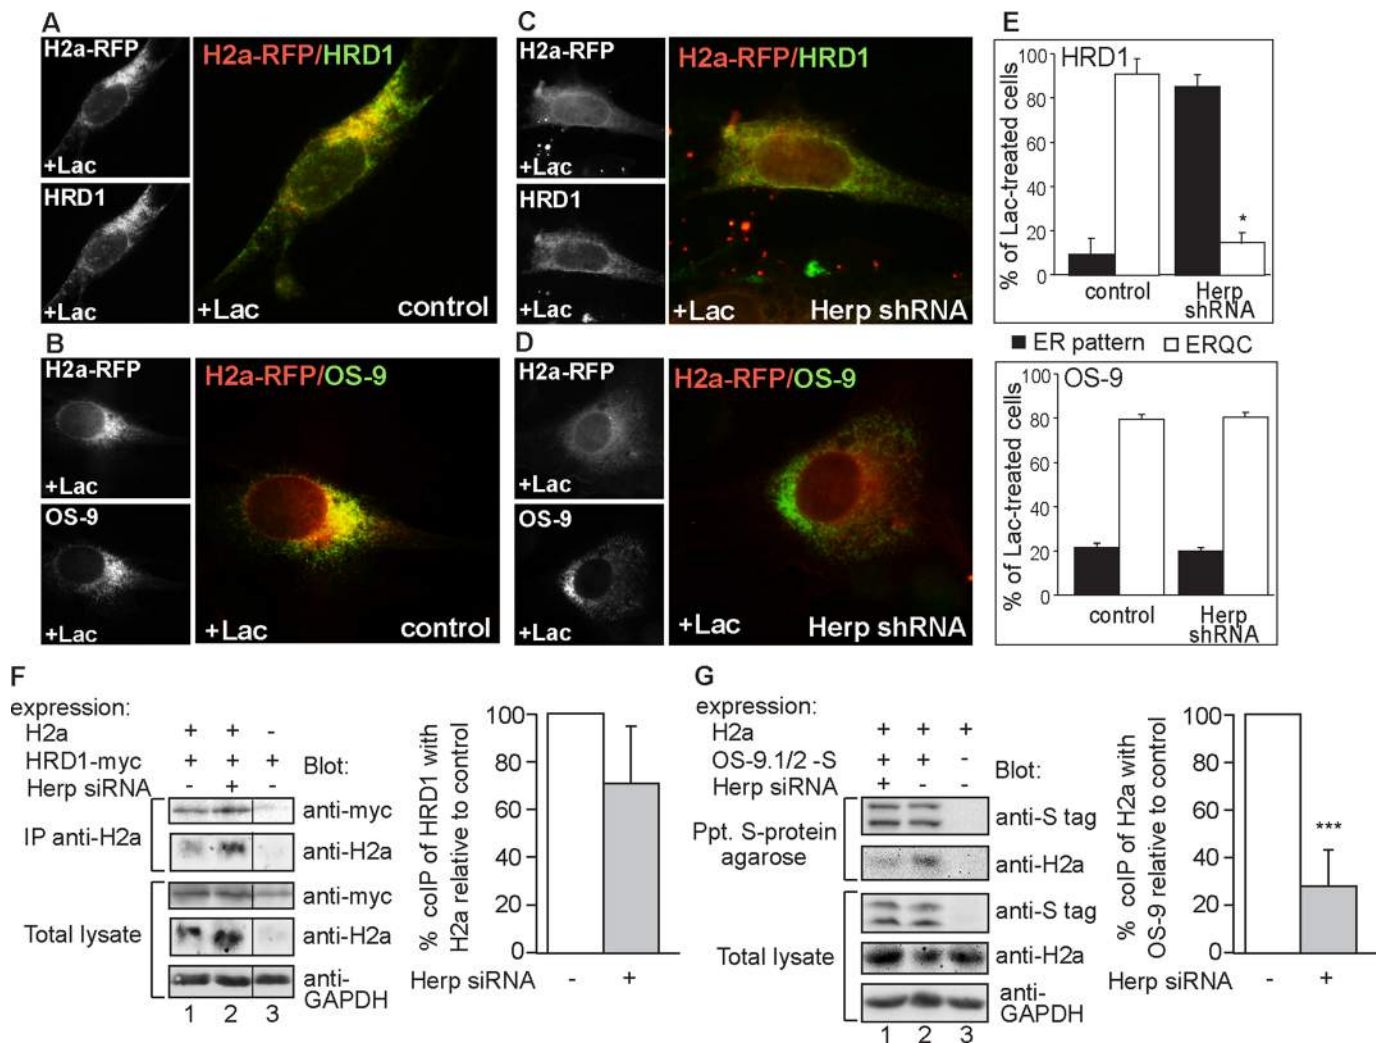 A
H2a-RFP
+Lac
HRD1
+Lac
H2a-RFP/HRD1
+Lac
control
C
H2a-RFP
+Lac
HRD1
+Lac
H2a-RFP/HRD1
+Lac
Herp shRNA
E
HRD1
% of Lac-treated cells
80
60
40
20
0
*
control
Herp
shRNA
ER pattern
ERQC
OS-9
% of Lac-treated cells
100
80
60
40
20
0
control
Herp
shRNA
B
H2a-RFP
+Lac
OS-9
+Lac
H2a-RFP/OS-9
+Lac
control
D
H2a-RFP
+Lac
OS-9
+Lac
H2a-RFP/OS-9
+Lac
Herp shRNA
F
expression:
H2a + + -
HRD1-myc + + +
Herp siRNA - + -
Blot:
IP anti-H2a
anti-myc
anti-H2a
Total lysate
anti-myc
anti-H2a
anti-
GAPDH
1 2 3
% coIP of HRD1 with
H2a relative to control
100
80
60
40
20
0
Herp siRNA - +
G
expression:
H2a + + +
OS-9.1/2 -S + + -
Herp siRNA + - -
Blot:
Ppt. S-protein
agarose
anti-S tag
anti-H2a
Total lysate
anti-S tag
anti-H2a
anti-
GAPDH
1 2 3
% coIP of H2a with
OS-9 relative to control
100
80
60
40
20
0
***
Herp siRNA - +